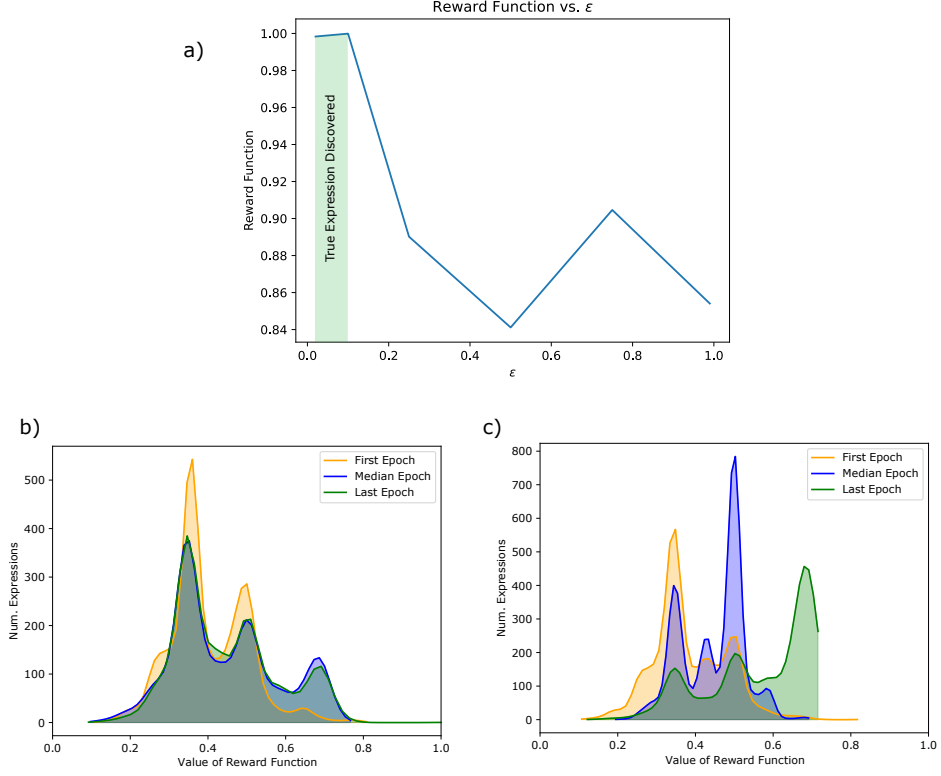 Reward Function vs. ε
a)
1.00
0.98
0.96
0.94
0.92
0.90
0.88
0.86
0.84
Reward Function
True Expression Discovered
0.0 0.2 0.4 0.6 0.8 1.0
ε
b)
500
400
300
200
100
0
Num. Expressions
First Epoch
Median Epoch
Last Epoch
0.0 0.2 0.4 0.6 0.8 1.0
Value of Reward Function
c)
800
700
600
500
400
300
200
100
0
Num. Expressions
First Epoch
Median Epoch
Last Epoch
0.0 0.2 0.4 0.6 0.8 1.0
Value of Reward Function